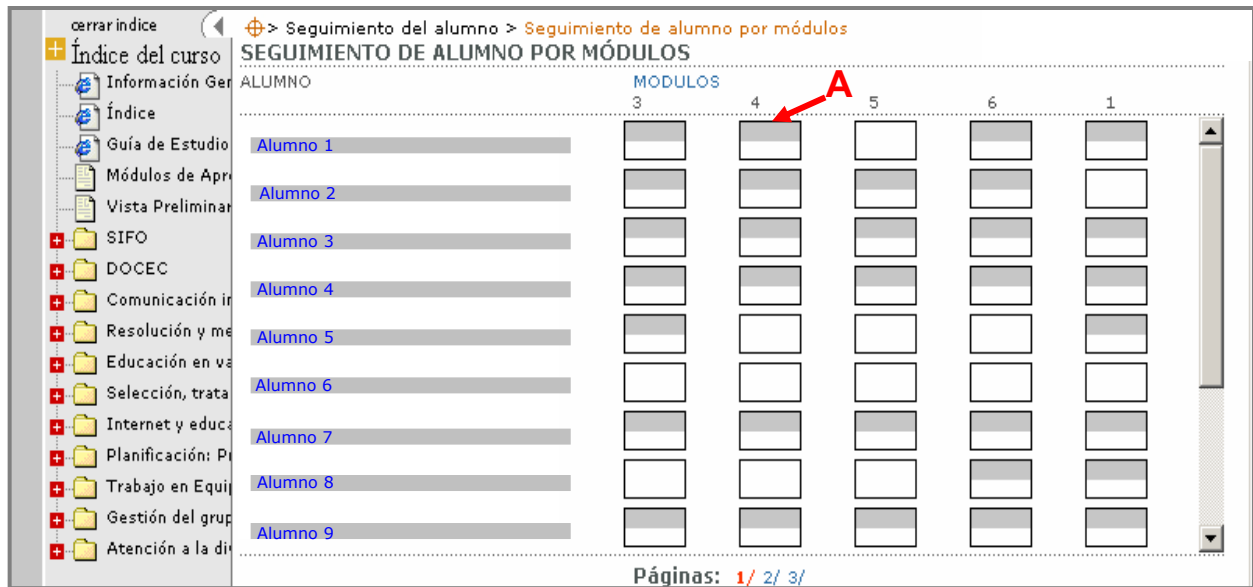 cerrar indice
Índice del curso
Información Ger
Índice
Guía de Estudio
Módulos de Apr
Vista Preliminar
SIFO
DOCEC
Comunicación ir
Resolución y me
Educación en va
Selección, trata
Internet y educa
Planificación: Pr
Trabajo en Equip
Gestión del grup
Atención a la div
> Seguimiento del alumno > Seguimiento de alumno por módulos
SEGUIMIENTO DE ALUMNO POR MÓDULOS
ALUMNO MODULOS
A
3 4 5 6 1
Alumno 1
Alumno 2
Alumno 3
Alumno 4
Alumno 5
Alumno 6
Alumno 7
Alumno 8
Alumno 9
Páginas: 1/ 2/ 3/